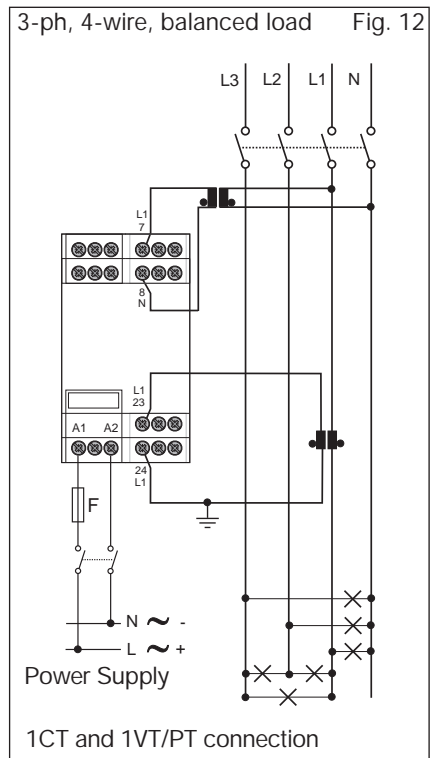 3-ph, 4-wire, balanced load Fig. 12
L3 L2 L1 N
L1
7
8
N
L1
23
A1 A2
24
L1
F
N ~ -
L ~ +
Power Supply
1CT and 1VT/PT connection